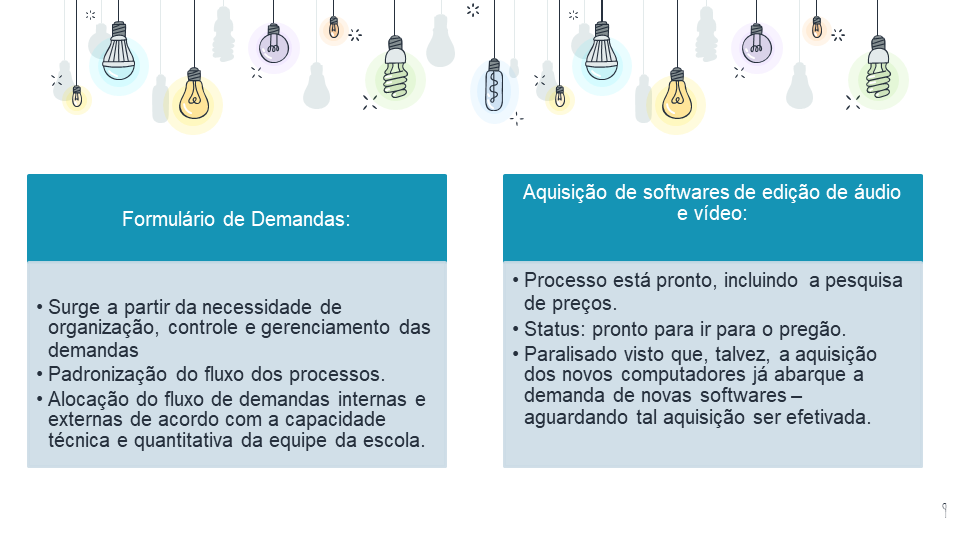 Formulário de Demandas:
• Surge a partir da necessidade de
organização, controle e gerenciamento das
demandas
• Padronização do fluxo dos processos.
• Alocação do fluxo de demandas internas e
externas de acordo com a capacidade
técnica e quantitativa da equipe da escola.
Aquisição de softwares de edição de áudio
e vídeo:
• Processo está pronto, incluindo a pesquisa
de preços.
• Status: pronto para ir para o pregão.
• Paralisado visto que, talvez, a aquisição
dos novos computadores já abarque a
demanda de novas softwares –
aguardando tal aquisição ser efetivada.
9